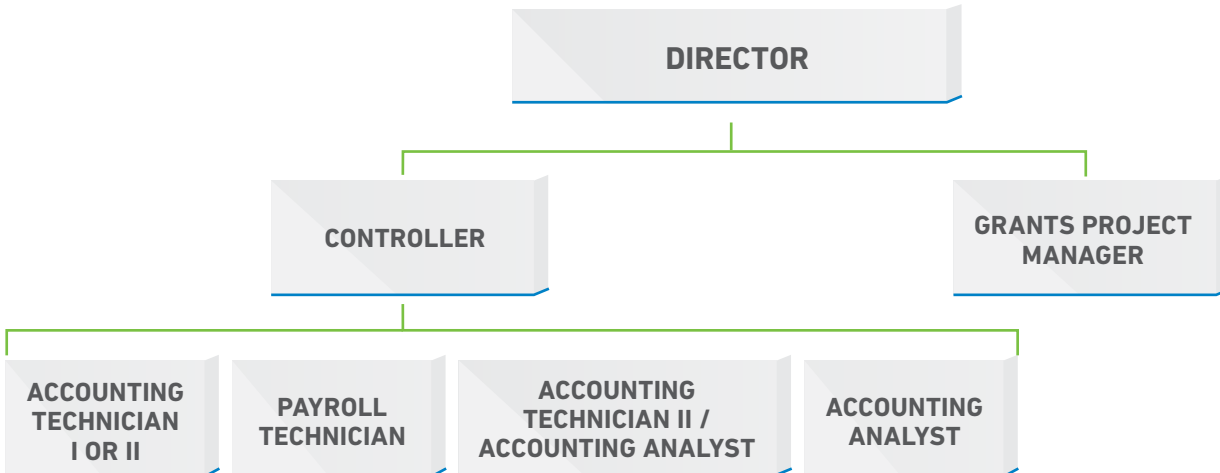 DIRECTOR
CONTROLLER
GRANTS PROJECT
MANAGER
ACCOUNTING
TECHNICIAN
I OR II
PAYROLL
TECHNICIAN
ACCOUNTING
TECHNICIAN II /
ACCOUNTING ANALYST
ACCOUNTING
ANALYST